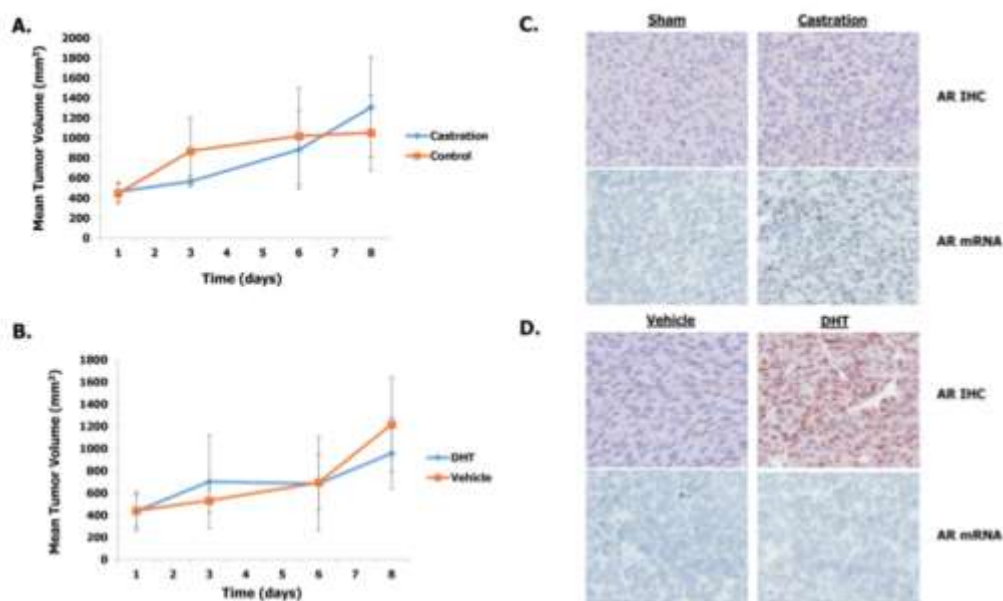 A.
Mean Tumor Volume (mm³)
2000
1800
1600
1400
1200
1000
800
600
400
200
0
1 2 3 4 5 6 7 8
Time (days)
Castration
Control
B.
Mean Tumor Volume (mm³)
1800
1600
1400
1200
1000
800
600
400
200
0
1 2 3 4 5 6 7 8
Time (days)
DHT
Vehicle
C.
Sham Castration
AR IHC
AR mRNA
D.
Vehicle DHT
AR IHC
AR mRNA